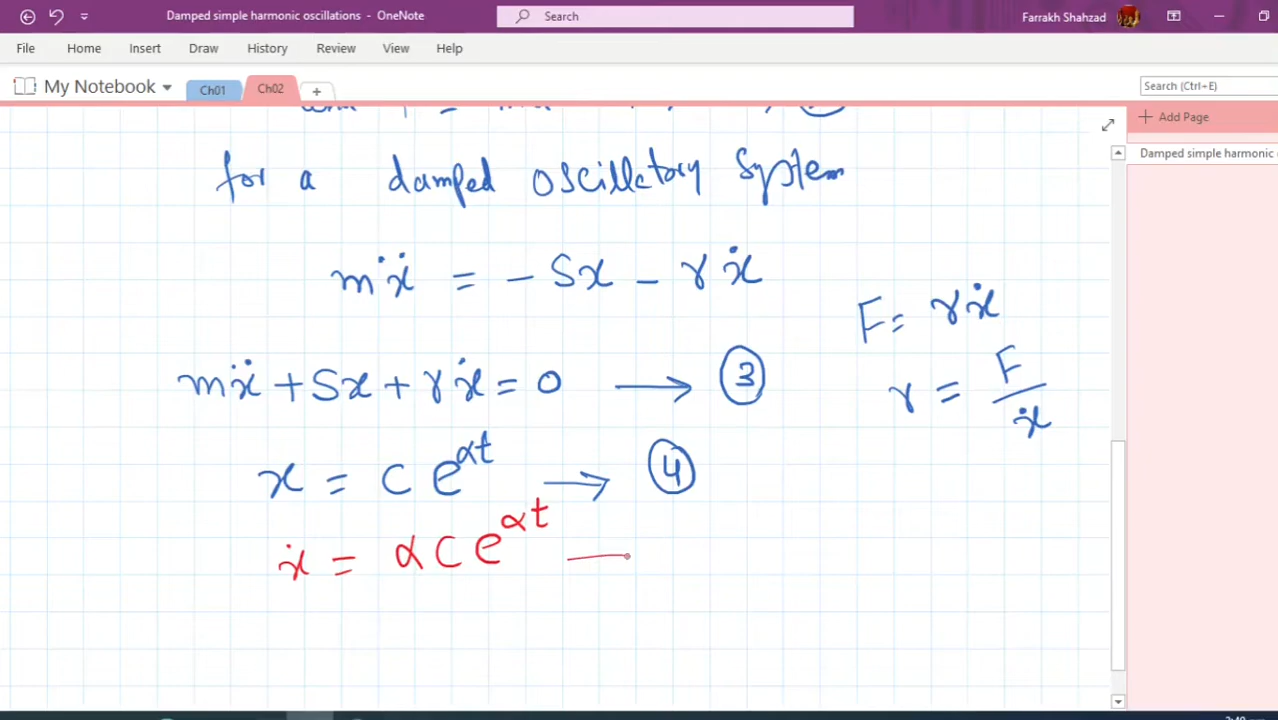 Damped simple harmonic oscillations - OneNote
Search
Farrakh Shahzad
File Home Insert Draw History Review View Help
My Notebook Ch01 Ch02 +
Search (Ctrl+E)
+ Add Page
Damped simple harmonic
for a damped oscillatory system
mẍ = - Sx - rẋ
F = rẋ
mẍ + Sx + rẋ = 0 → ③
r = F/ẋ
x = C e^αt → ④
ẋ = α C e^αt —